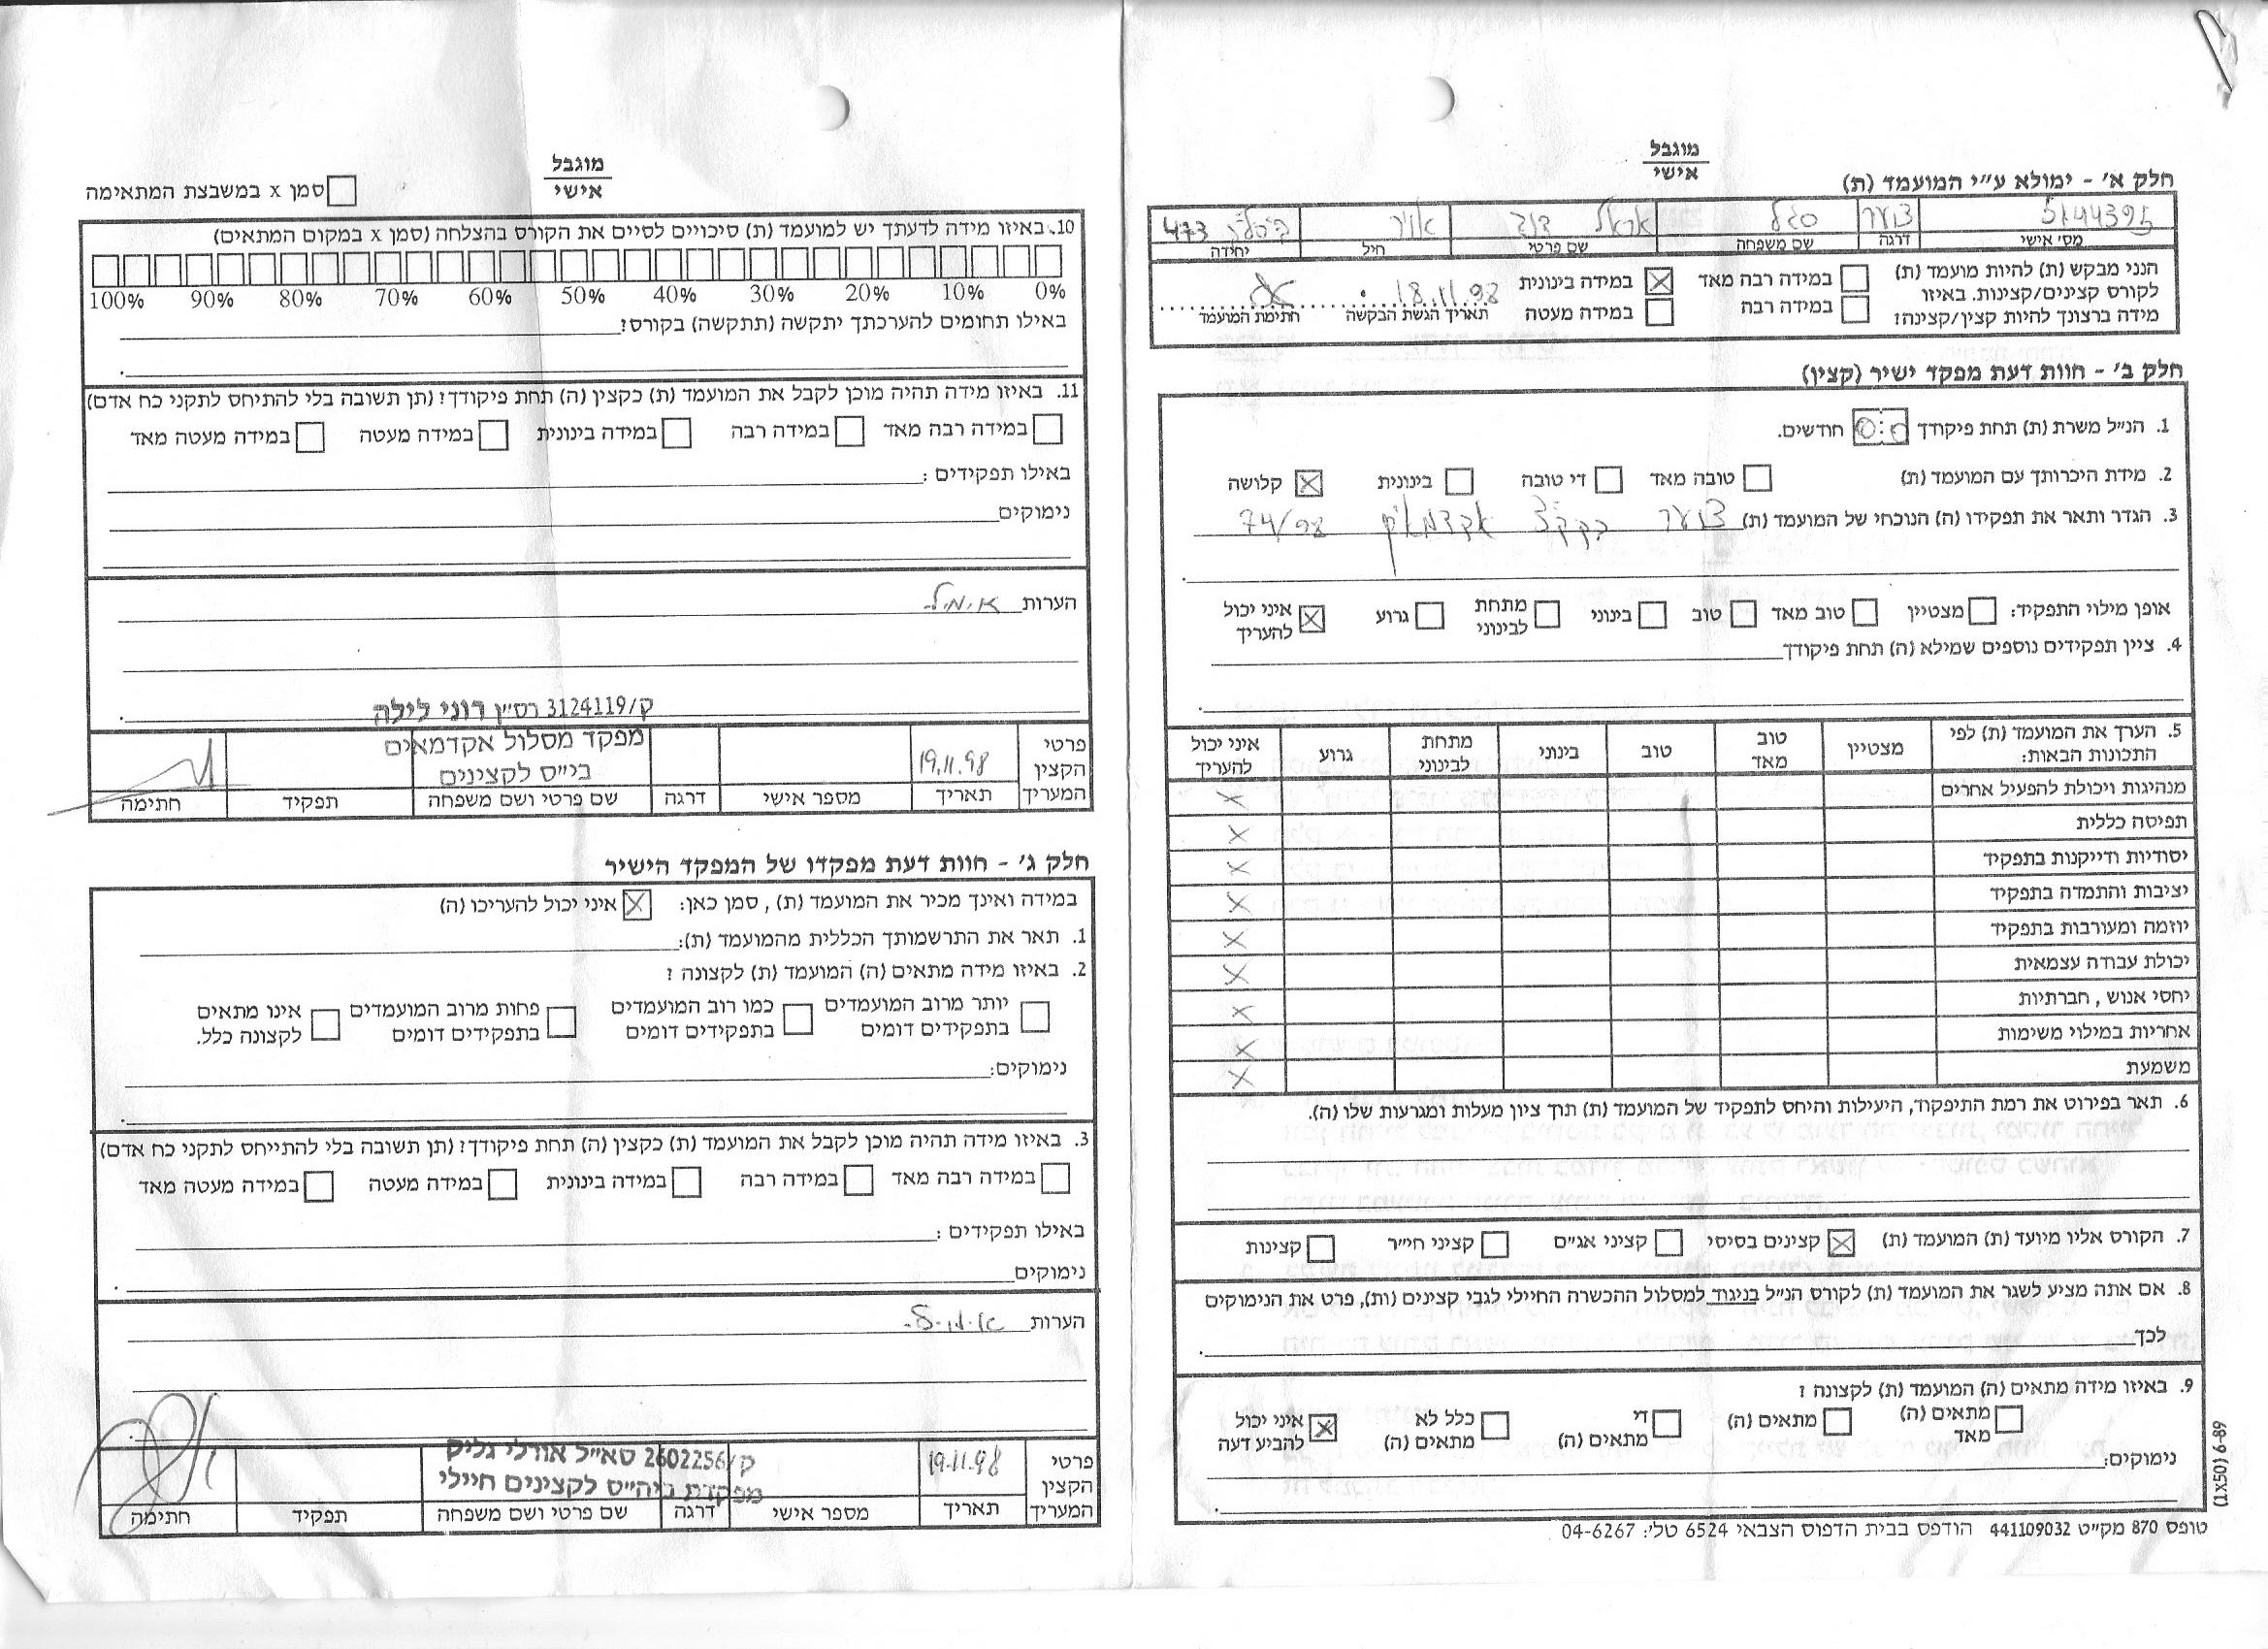 מוגבל
אישי
חלק א' - ימולא ע"י המועמד (ת)
5144395 צוער סגל אראל דוד אויר 473
מס' אישי דרגה שם משפחה שם פרטי חיל יחידה
הנני מבקש (ת) להיות מועמד (ת)
לקורס קצינים/קצינות. באיזו
מידה ברצונך להיות קצין/קצינה?
במידה רבה מאד במידה בינונית
במידה רבה במידה מעטה
18.11.98
תאריך הגשת הבקשה חתימת המועמד
חלק ב' - חוות דעת מפקד ישיר (קצין)
1. הנ"ל משרת (ת) תחת פיקודך 00 חודשים.
2. מידת היכרותך עם המועמד (ת) טובה מאד די טובה בינונית קלושה
3. הגדר ותאר את תפקידו (ה) הנוכחי של המועמד (ת) צוער בקק"צ אקדמאים 74/98
אופן מילוי התפקיד: מצטיין טוב מאד טוב בינוני מתחת לבינוני גרוע איני יכול להעריך
4. ציין תפקידים נוספים שמילא (ה) תחת פיקודך
5. הערך את המועמד (ת) לפי התכונות הבאות: מצטיין טוב מאד טוב בינוני מתחת לבינוני גרוע איני יכול להעריך
מנהיגות ויכולת להפעיל אחרים X
תפיסה כללית X
יסודיות ודייקנות בתפקיד X
יציבות והתמדה בתפקיד X
יוזמה ומעורבות בתפקיד X
יכולת עבודה עצמאית X
יחסי אנוש, חברתיות X
אחריות במילוי משימות X
משמעת X
6. תאר בפירוט את רמת התיפקוד, היעילות והיחס לתפקיד של המועמד (ת) תוך ציון מעלות ומגרעות שלו (ה).
7. הקורס אליו מיועד (ת) המועמד (ת) קצינים בסיסי קציני אג"ם קציני חי"ר קצינות
8. אם אתה מציע לשגר את המועמד (ת) לקורס הנ"ל בניגוד למסלול ההכשרה החיילי לגבי קצינים (ות), פרט את הנימוקים
לכך
9. באיזו מידה מתאים (ה) המועמד (ת) לקצונה ?
מתאים (ה) מאד מתאים (ה) די מתאים (ה) כלל לא מתאים (ה) איני יכול להביע דעה
נימוקים:
טופס 870 מק"ט 441109032 הודפס בבית הדפוס הצבאי 6524 טלי: 04-6267
(1x50) 6-89
מוגבל
אישי
סמן x במשבצת המתאימה
10. באיזו מידה לדעתך יש למועמד (ת) סיכויים לסיים את הקורס בהצלחה (סמן x במקום המתאים)
0% 10% 20% 30% 40% 50% 60% 70% 80% 90% 100%
באילו תחומים להערכתך יתקשה (תתקשה) בקורס?
11. באיזו מידה תהיה מוכן לקבל את המועמד (ת) כקצין (ה) תחת פיקודך? (תן תשובה בלי להתיחס לתקני כח אדם)
במידה רבה מאד במידה רבה במידה בינונית במידה מעטה במידה מעטה מאד
באילו תפקידים :
נימוקים
הערות א.י.מ.ל.
ק/3124119 רס"ן רוני לילה
מפקד מסלול אקדמאים
בי"ס לקצינים
פרטי הקצין המעריך 19.11.98
תאריך מספר אישי דרגה שם פרטי ושם משפחה תפקיד חתימה
חלק ג' - חוות דעת מפקדו של המפקד הישיר
במידה ואינך מכיר את המועמד (ת), סמן כאן: איני יכול להעריכו (ה)
1. תאר את התרשמותך הכללית מהמועמד (ת):
2. באיזו מידה מתאים (ה) המועמד (ת) לקצונה ?
יותר מרוב המועמדים כמו רוב המועמדים פחות מרוב המועמדים אינו מתאים
בתפקידים דומים בתפקידים דומים בתפקידים דומים לקצונה כלל.
נימוקים:
3. באיזו מידה תהיה מוכן לקבל את המועמד (ת) כקצין (ה) תחת פיקודך? (תן תשובה בלי להתייחס לתקני כח אדם)
במידה רבה מאד במידה רבה במידה בינונית במידה מעטה במידה מעטה מאד
באילו תפקידים :
נימוקים
הערות
ק/2602256 סא"ל אורלי גליק
מפקדת ביה"ס לקצינים חיילי
פרטי הקצין המעריך 19.11.98
תאריך מספר אישי דרגה שם פרטי ושם משפחה תפקיד חתימה